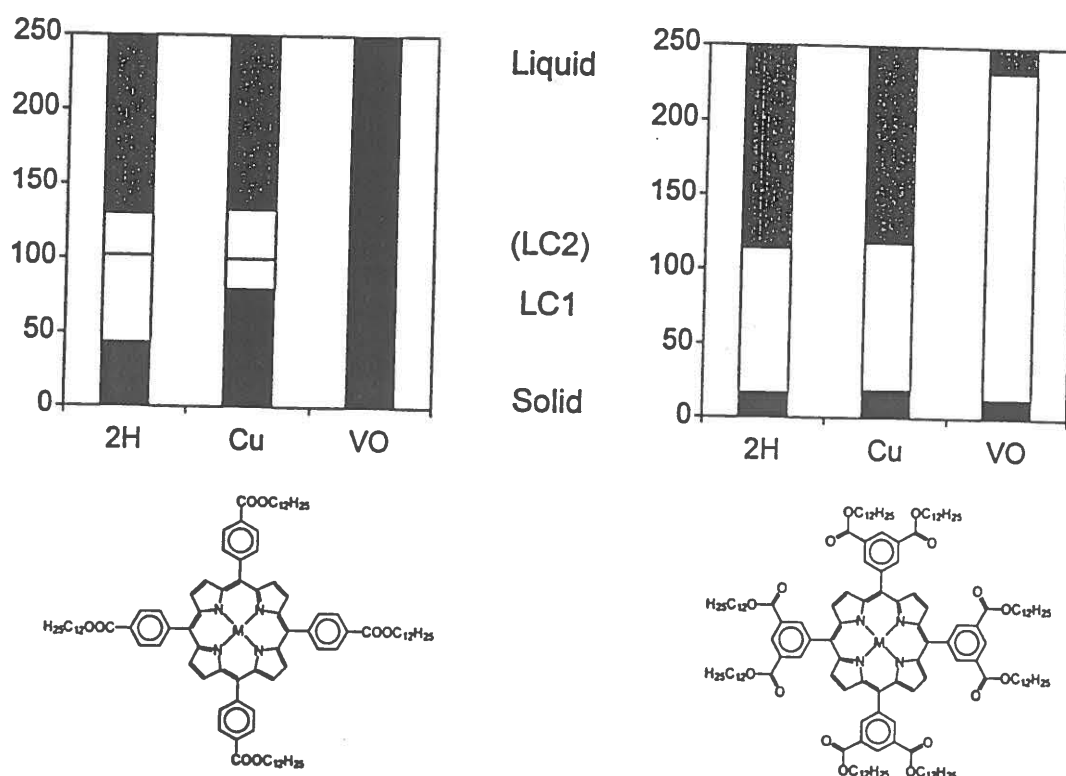 250
200
150
100
50
0
2H Cu VO
Liquid
(LC2)
LC1
Solid
250
200
150
100
50
0
2H Cu VO
COOC12H25
H25C12OOC
COOC12H25
N N
M
N N
COOC12H25
OC12H25 OC12H25
O O
O O
H25C12O OC12H25
N N
M
N N
H25C12O OC12H25
O O
O O
OC12H25 OC12H25